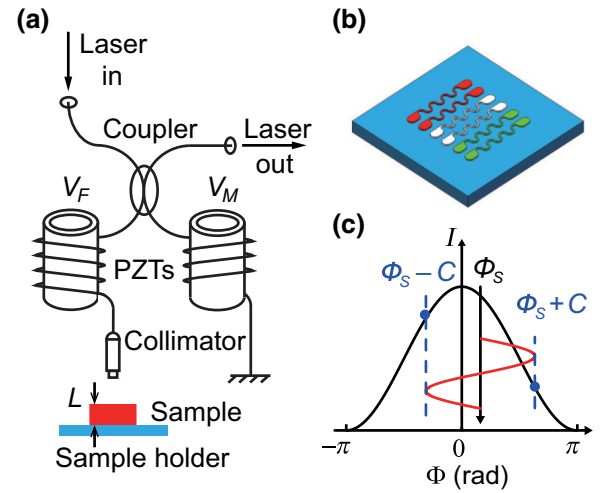 (a)
Laser
in
Coupler
Laser
out
V_F
V_M
PZTs
Collimator
L
Sample
Sample holder
(b)
(c)
I
Φ_S – C
Φ_S
Φ_S + C
-π
0
π
Φ (rad)